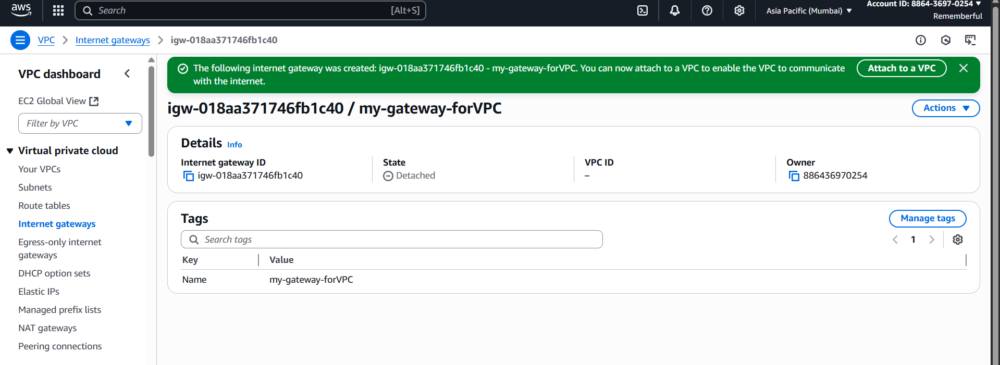 aws
Search
[Alt+S]
Asia Pacific (Mumbai)
Account ID: 8864-3697-0254
Rememberful
VPC
Internet gateways
igw-018aa371746fb1c40
VPC dashboard
EC2 Global View
Filter by VPC
Virtual private cloud
Your VPCs
Subnets
Route tables
Internet gateways
Egress-only internet
gateways
DHCP option sets
Elastic IPs
Managed prefix lists
NAT gateways
Peering connections
The following internet gateway was created: igw-018aa371746fb1c40 - my-gateway-forVPC. You can now attach to a VPC to enable the VPC to communicate
with the internet.
Attach to a VPC
igw-018aa371746fb1c40 / my-gateway-forVPC
Actions
Details Info
Internet gateway ID
igw-018aa371746fb1c40
State
Detached
VPC ID
–
Owner
886436970254
Tags
Manage tags
Search tags
1
Key Value
Name my-gateway-forVPC